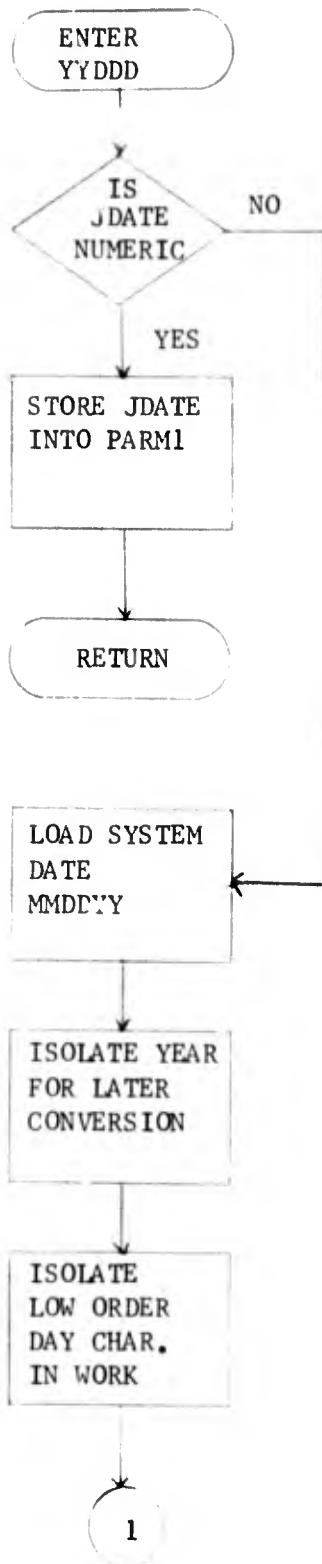 ENTER
YYDDD
IS
JDATE
NUMERIC
NO
YES
STORE JDATE
INTO PARM1
RETURN
LOAD SYSTEM
DATE
MMDDYY
ISOLATE YEAR
FOR LATER
CONVERSION
ISOLATE
LOW ORDER
DAY CHAR.
IN WORK
1